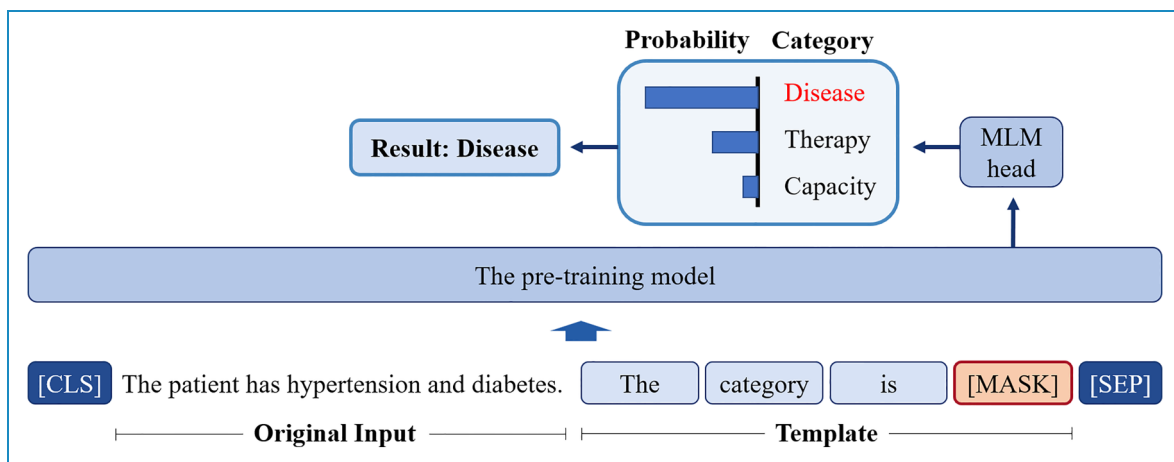 Probability Category
Disease
Therapy
Capacity
Result: Disease
MLM
head
The pre-training model
[CLS] The patient has hypertension and diabetes. The category is [MASK] [SEP]
Original Input Template